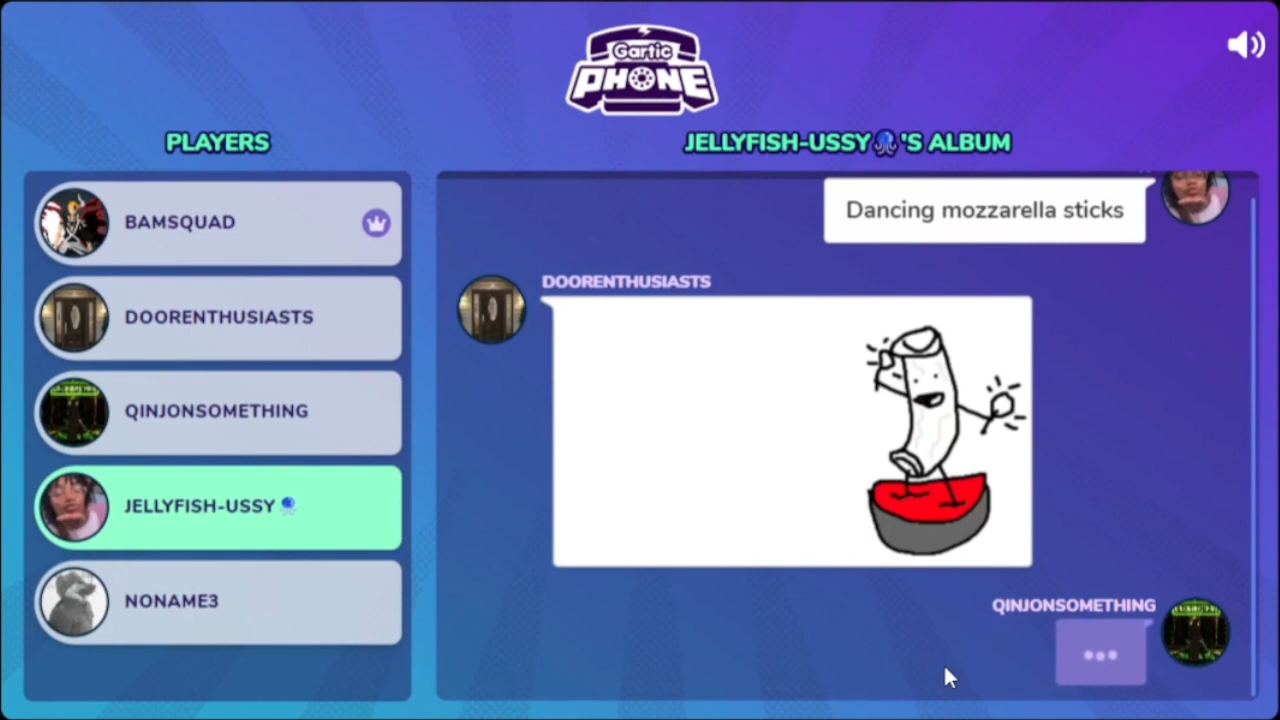 Gartic
PHONE
PLAYERS
JELLYFISH-USSY🪼'S ALBUM
BAMSQUAD
DOORENTHUSIASTS
QINJONSOMETHING
JELLYFISH-USSY🪼
NONAME3
Dancing mozzarella sticks
DOORENTHUSIASTS
QINJONSOMETHING